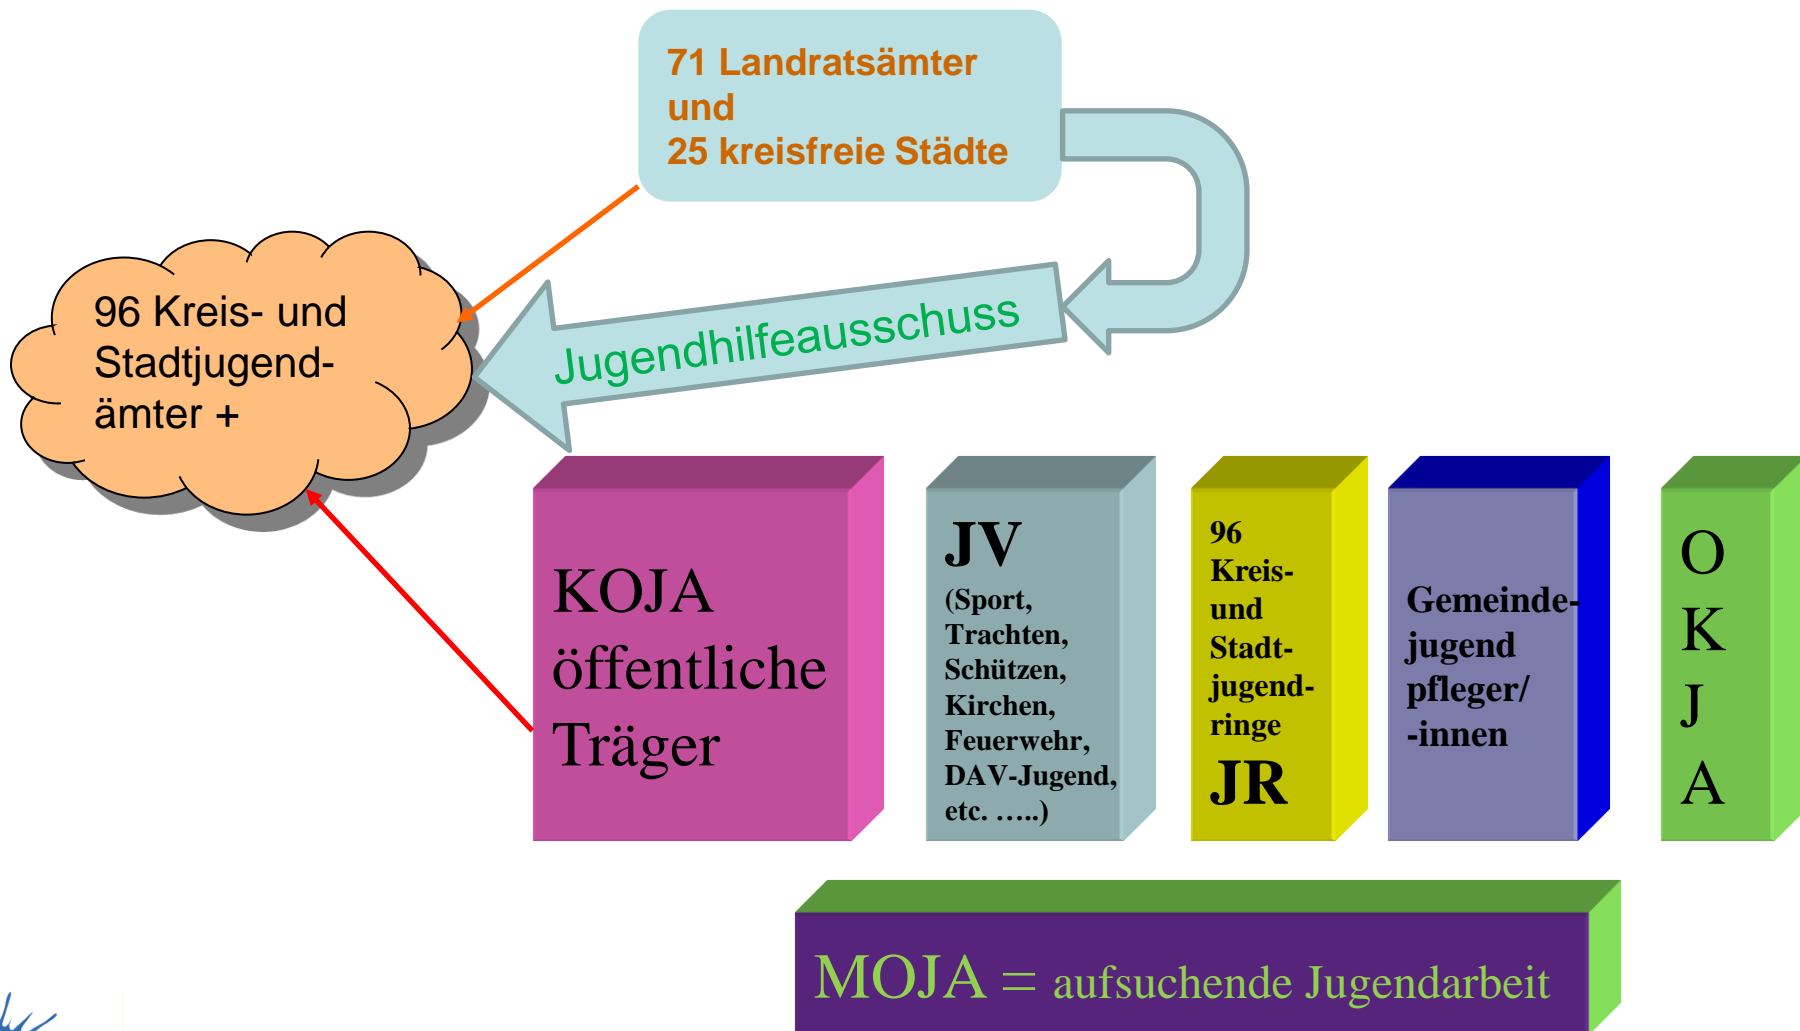 71 Landratsämter
und
25 kreisfreie Städte
96 Kreis- und
Stadtjugend-
ämter +
Jugendhilfeausschuss
KOJA
öffentliche
Träger
JV
(Sport,
Trachten,
Schützen,
Kirchen,
Feuerwehr,
DAV-Jugend,
etc. …..)
96
Kreis-
und
Stadt-
jugend-
ringe
JR
Gemeinde-
jugend
pfleger/
-innen
O
K
J
A
MOJA = aufsuchende Jugendarbeit